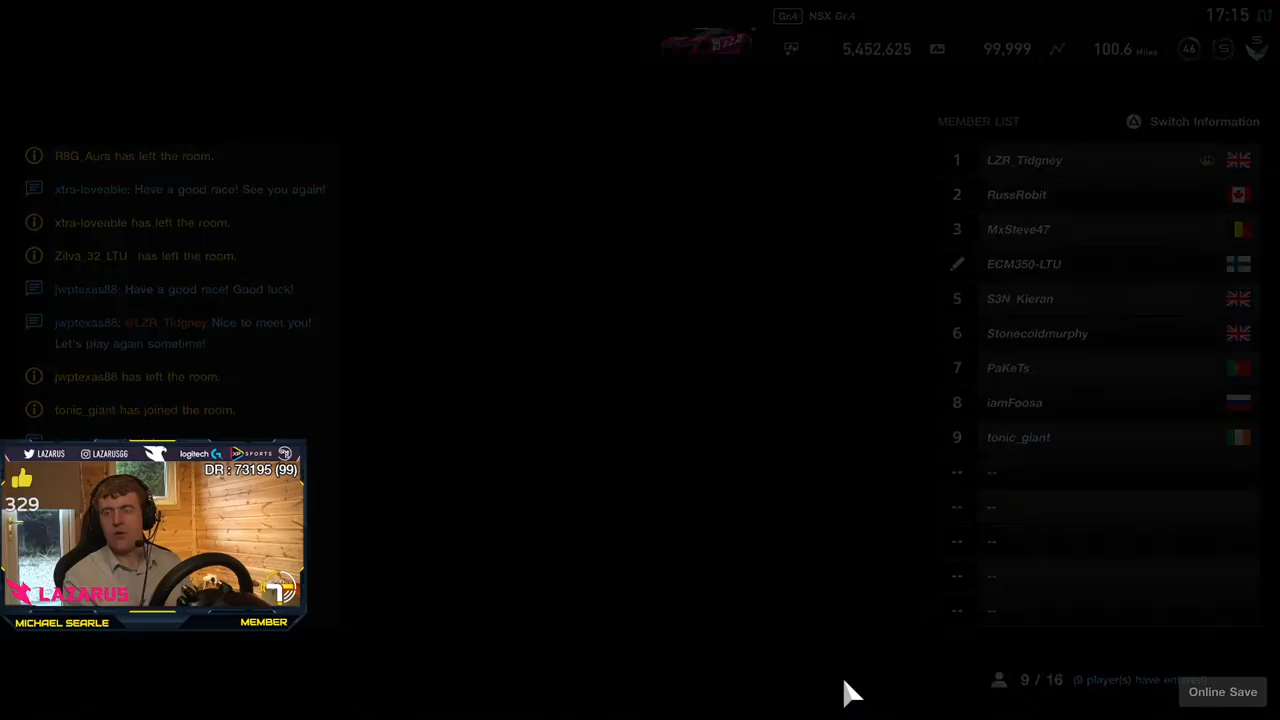 Gr.4 NSX Gr.4
17:15
5,452,625
99,999
100.6 Miles
46
S
S
MEMBER LIST
Switch Information
R8G_Aura has left the room.
xtra-loveable: Have a good race! See you again!
xtra-loveable has left the room.
Zilva_32_LTU_ has left the room.
jwptexas88: Have a good race! Good luck!
jwptexas88: @LZR_Tidgney Nice to meet you!
Let's play again sometime!
jwptexas88 has left the room.
tonic_giant has joined the room.
1 LZR_Tidgney
2 RussRobit
3 MxSteve47
ECM350-LTU
5 S3N_Kieran
6 Stonecoldmurphy
7 PaKeTs_
8 iamFoosa
9 tonic_giant
-- --
-- --
-- --
-- --
-- --
LAZARUS LAZARUSGG logitech G XP SPORTS
DR : 73195 (99)
329
LAZARUS
MICHAEL SEARLE
MEMBER
9 / 16 (9 player(s) have entered)
Online Save